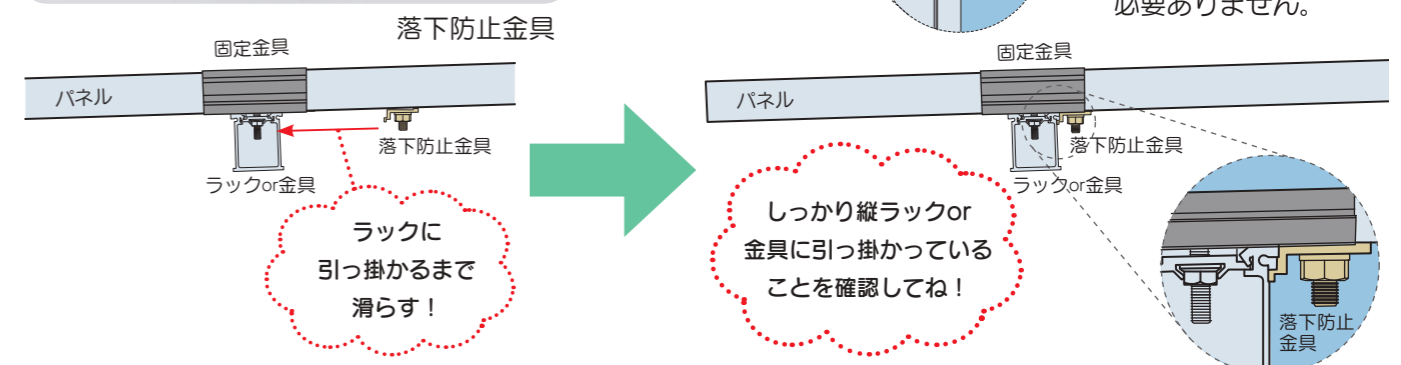 必要ありません。
落下防止金具
固定金具
パネル
落下防止金具
ラックor金具
ラックに
引っ掛かるまで
滑らす！
固定金具
パネル
落下防止金具
ラックor金具
しっかり縦ラックor
金具に引っ掛かっている
ことを確認してね！
落下防止
金具